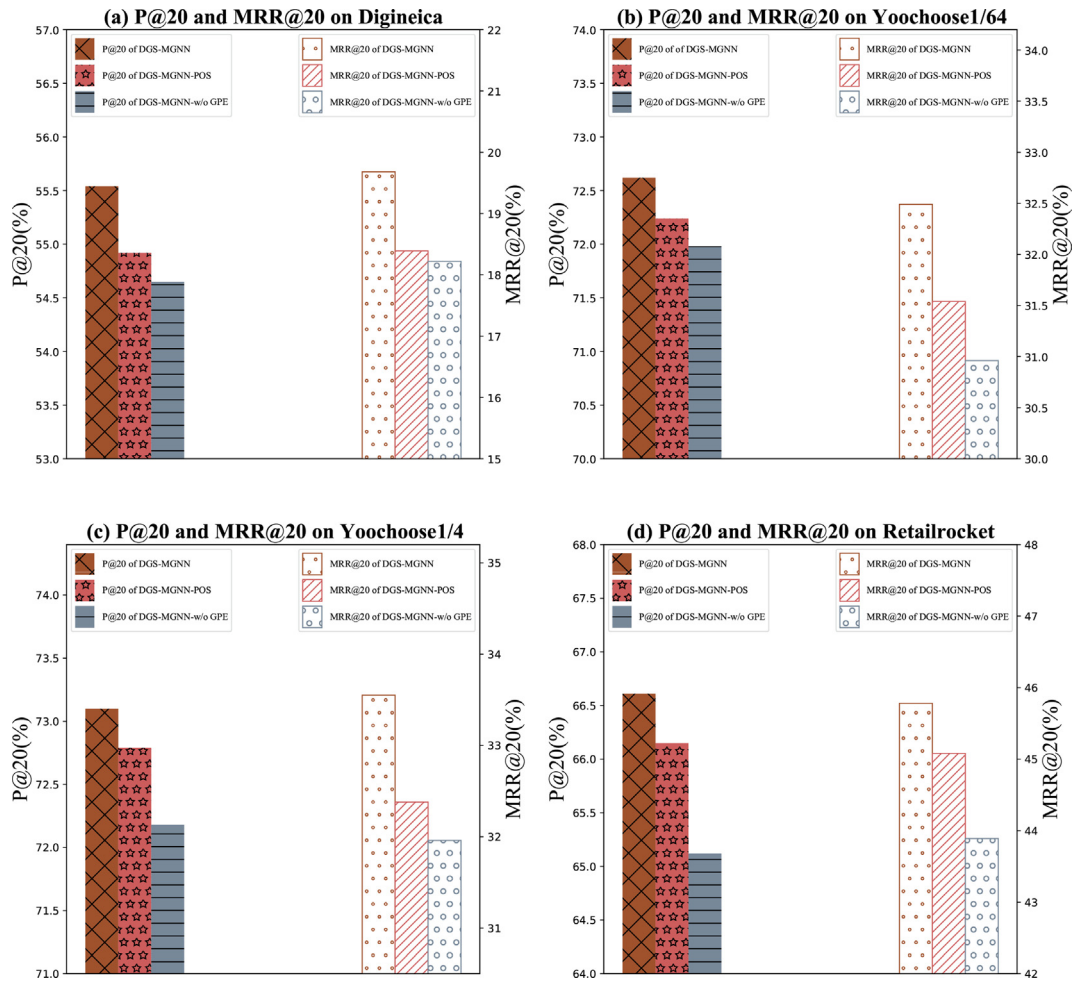 (a) P@20 and MRR@20 on Digineica
57.0
56.5
56.0
55.5
55.0
54.5
54.0
53.5
53.0
P@20(%)
P@20 of DGS-MGNN
P@20 of DGS-MGNN-POS
P@20 of DGS-MGNN-w/o GPE
MRR@20 of DGS-MGNN
MRR@20 of DGS-MGNN-POS
MRR@20 of DGS-MGNN-w/o GPE
22
21
20
19
18
17
16
15
MRR@20(%)
(b) P@20 and MRR@20 on Yoochoose1/64
74.0
73.5
73.0
72.5
72.0
71.5
71.0
70.5
70.0
P@20(%)
P@20 of of DGS-MGNN
P@20 of DGS-MGNN-POS
P@20 of DGS-MGNN-w/o GPE
MRR@20 of DGS-MGNN
MRR@20 of DGS-MGNN-POS
MRR@20 of DGS-MGNN-w/o GPE
34.0
33.5
33.0
32.5
32.0
31.5
31.0
30.5
30.0
MRR@20(%)
(c) P@20 and MRR@20 on Yoochoose1/4
74.0
73.5
73.0
72.5
72.0
71.5
71.0
P@20(%)
P@20 of DGS-MGNN
P@20 of DGS-MGNN-POS
P@20 of DGS-MGNN-w/o GPE
MRR@20 of DGS-MGNN
MRR@20 of DGS-MGNN-POS
MRR@20 of DGS-MGNN-w/o GPE
35
34
33
32
31
MRR@20(%)
(d) P@20 and MRR@20 on Retailrocket
68.0
67.5
67.0
66.5
66.0
65.5
65.0
64.5
64.0
P@20(%)
P@20 of DGS-MGNN
P@20 of DGS-MGNN-POS
P@20 of DGS-MGNN-w/o GPE
MRR@20 of DGS-MGNN
MRR@20 of DGS-MGNN-POS
MRR@20 of DGS-MGNN-w/o GPE
48
47
46
45
44
43
42
MRR@20(%)